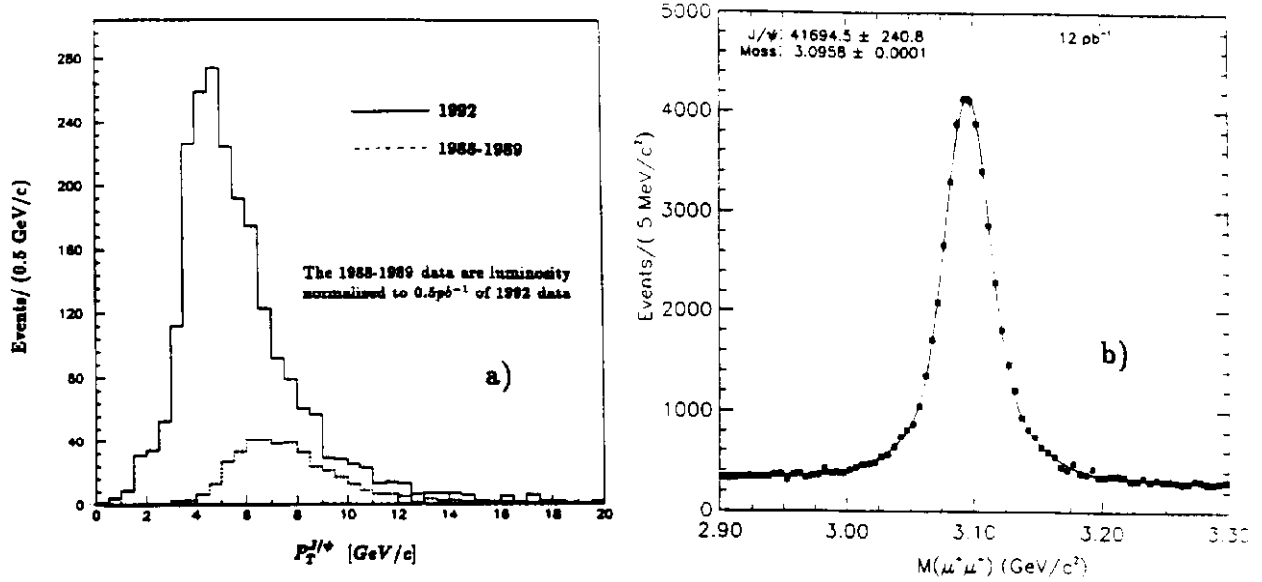 280
240
200
160
120
80
40
0
Events/ (0.5 GeV/c)
1992
1988-1989
The 1988-1989 data are luminosity
normalised to 0.5pb⁻¹ of 1992 data
a)
0 2 4 6 8 10 12 14 16 18 20
P_T^{J/ψ} [GeV/c]
5000
4000
3000
2000
1000
0
Events/( 5 MeV/c²)
J/ψ: 41694.5 ± 240.8
Mass: 3.0958 ± 0.0001
12 pb⁻¹
b)
2.90 3.00 3.10 3.20 3.30
M(μ⁺μ⁻) (GeV/c²)